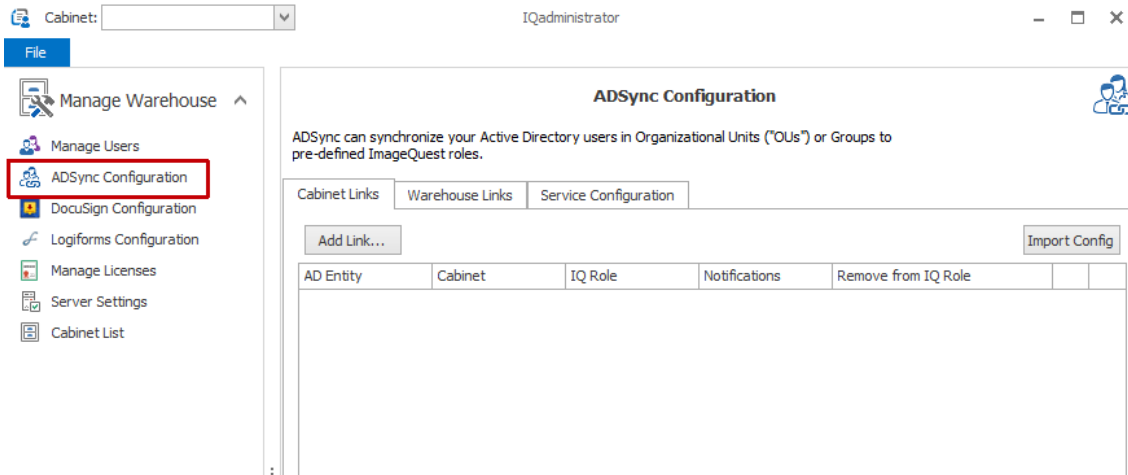 Cabinet:
IQadministrator
File
Manage Warehouse
Manage Users
ADSync Configuration
DocuSign Configuration
Logiforms Configuration
Manage Licenses
Server Settings
Cabinet List
ADSync Configuration
ADSync can synchronize your Active Directory users in Organizational Units ("OUs") or Groups to
pre-defined ImageQuest roles.
Cabinet Links Warehouse Links Service Configuration
Add Link... Import Config
AD Entity Cabinet IQ Role Notifications Remove from IQ Role